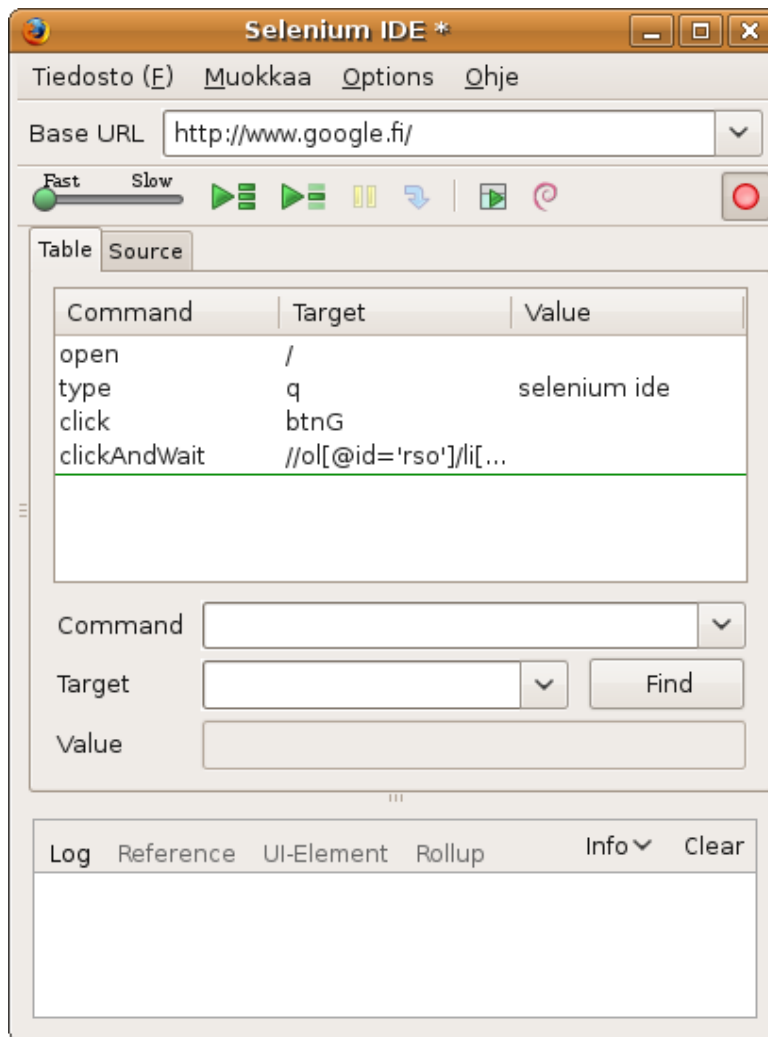 Selenium IDE *
Tiedosto (F) Muokkaa Options Ohje
Base URL http://www.google.fi/
Fast Slow
Table Source
Command Target Value
open /
type q selenium ide
click btnG
clickAndWait //ol[@id='rso']/li[...
Command
Target Find
Value
Log Reference UI-Element Rollup Info Clear